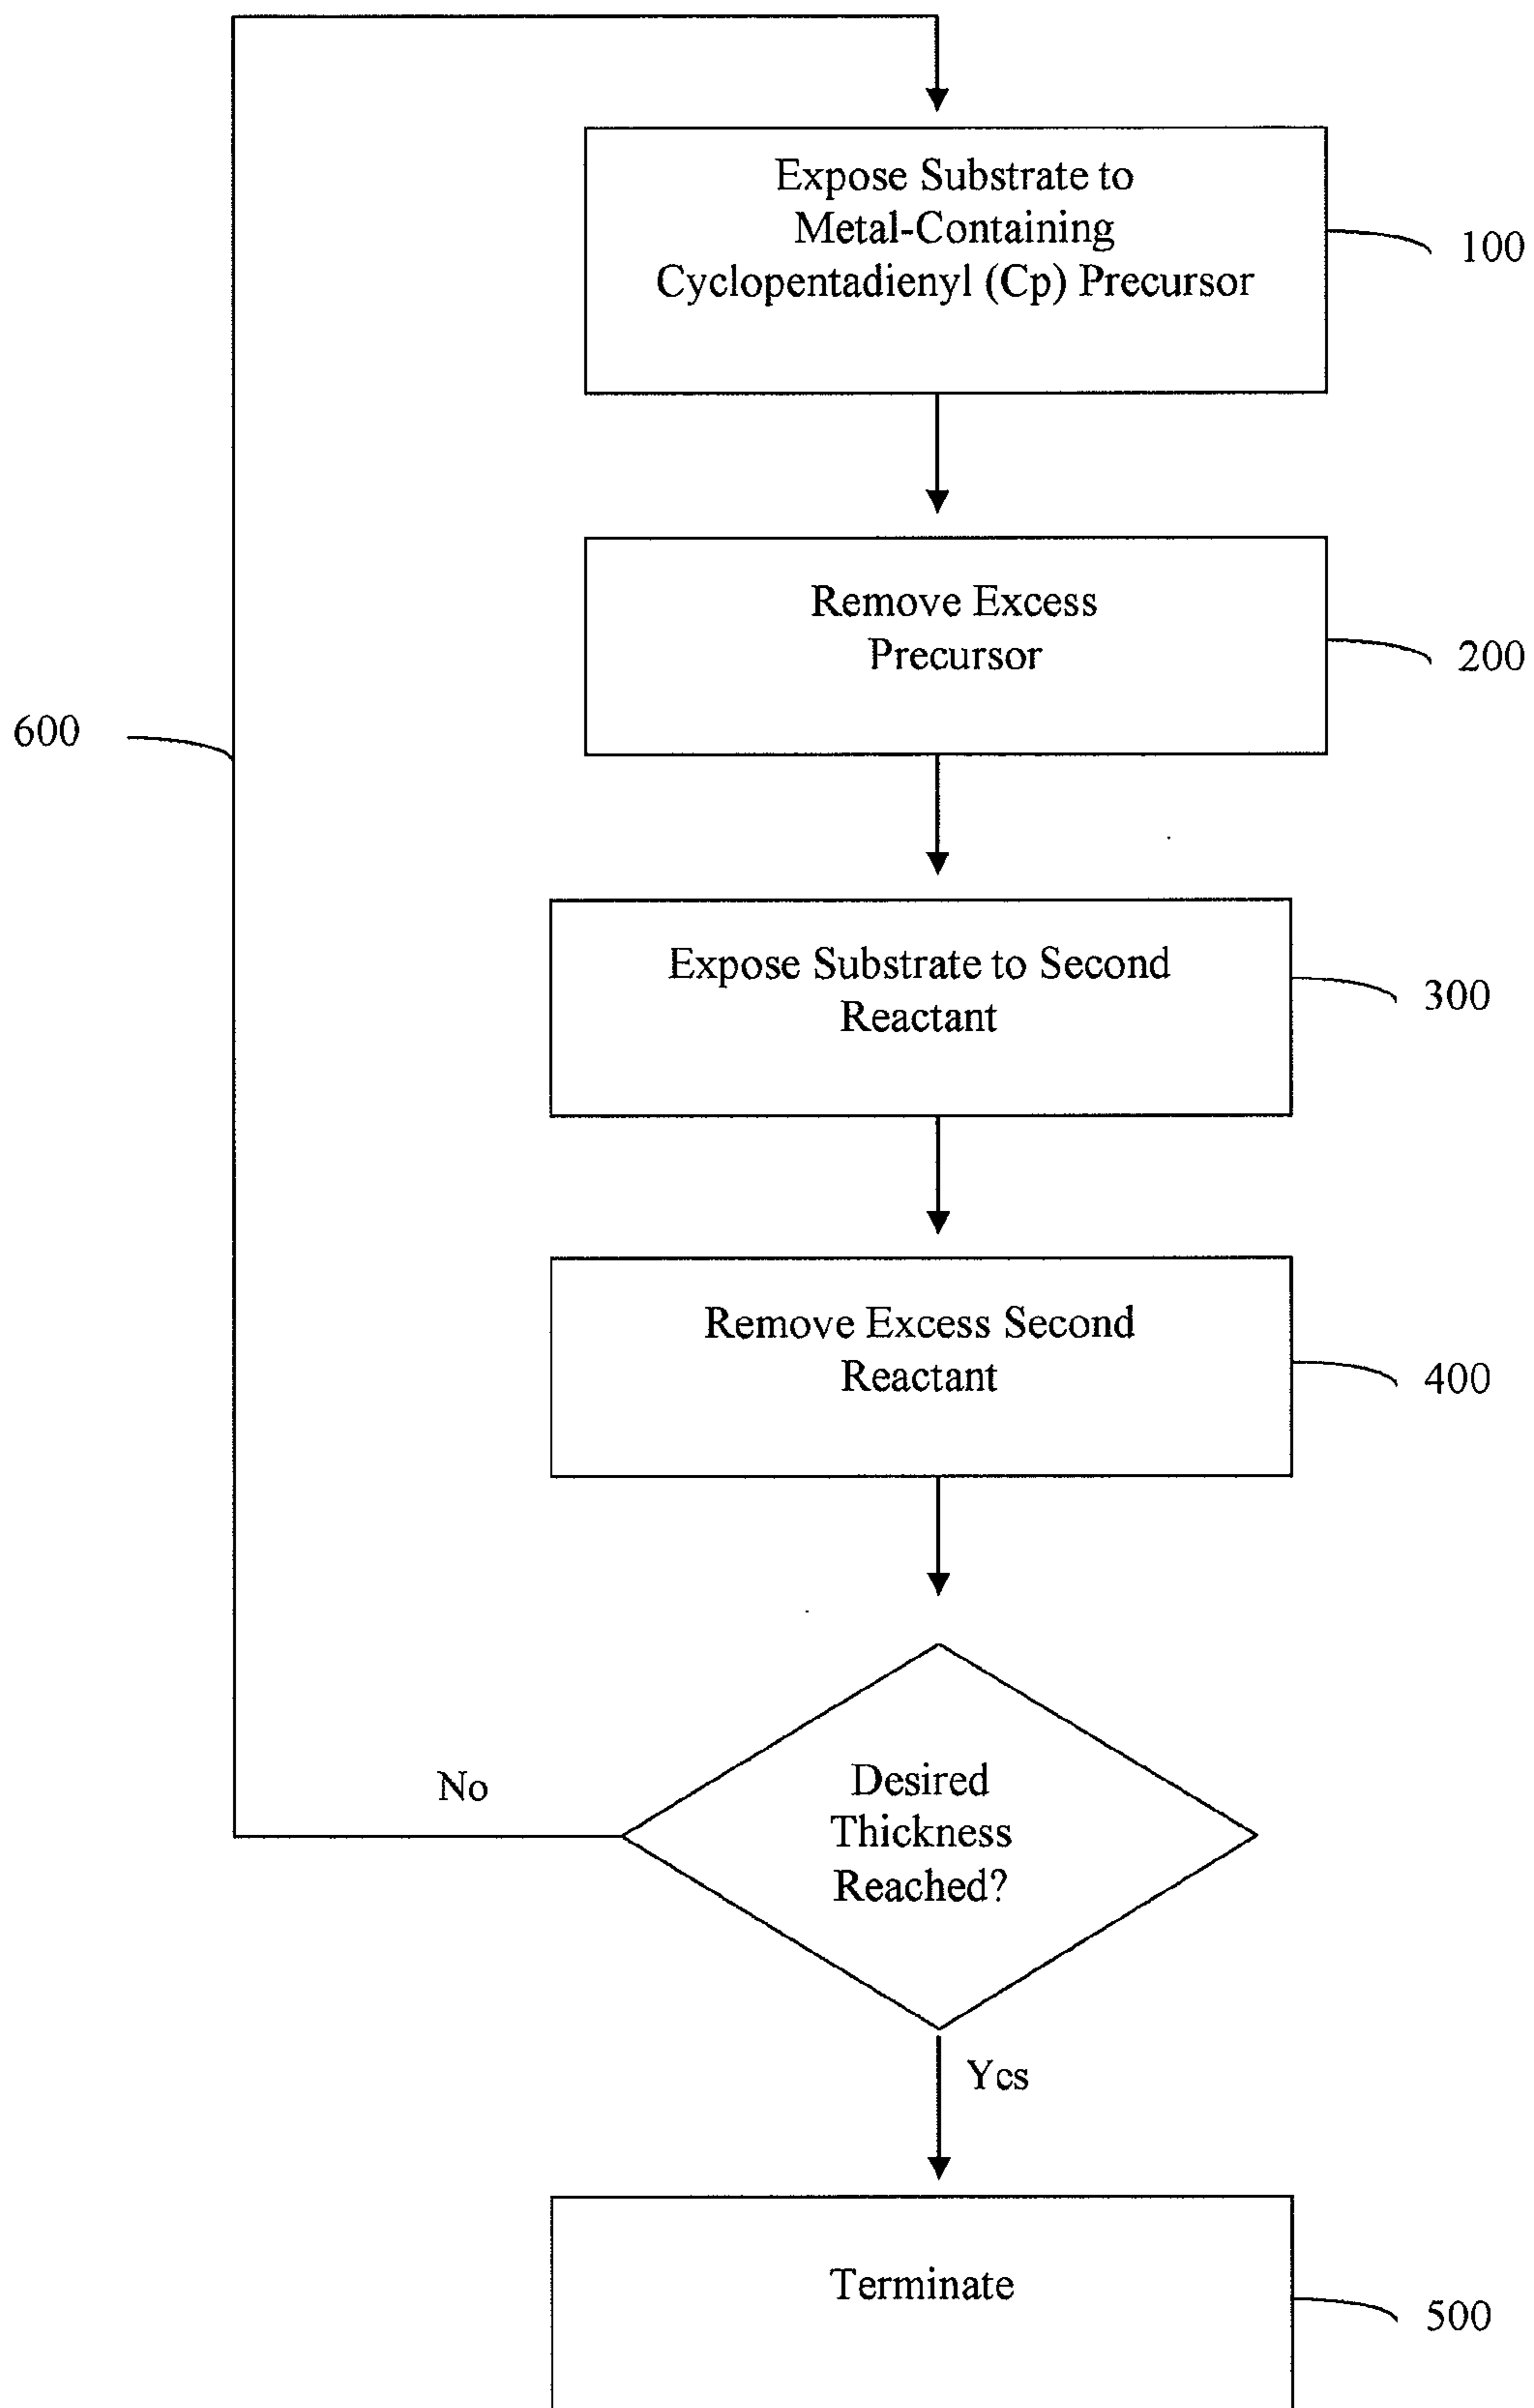 Expose Substrate to
Metal-Containing
Cyclopentadienyl (Cp) Precursor
100
Remove Excess
Precursor
200
600
Expose Substrate to Second
Reactant
300
Remove Excess Second
Reactant
400
Desired
Thickness
Reached?
No
Yes
Terminate
500